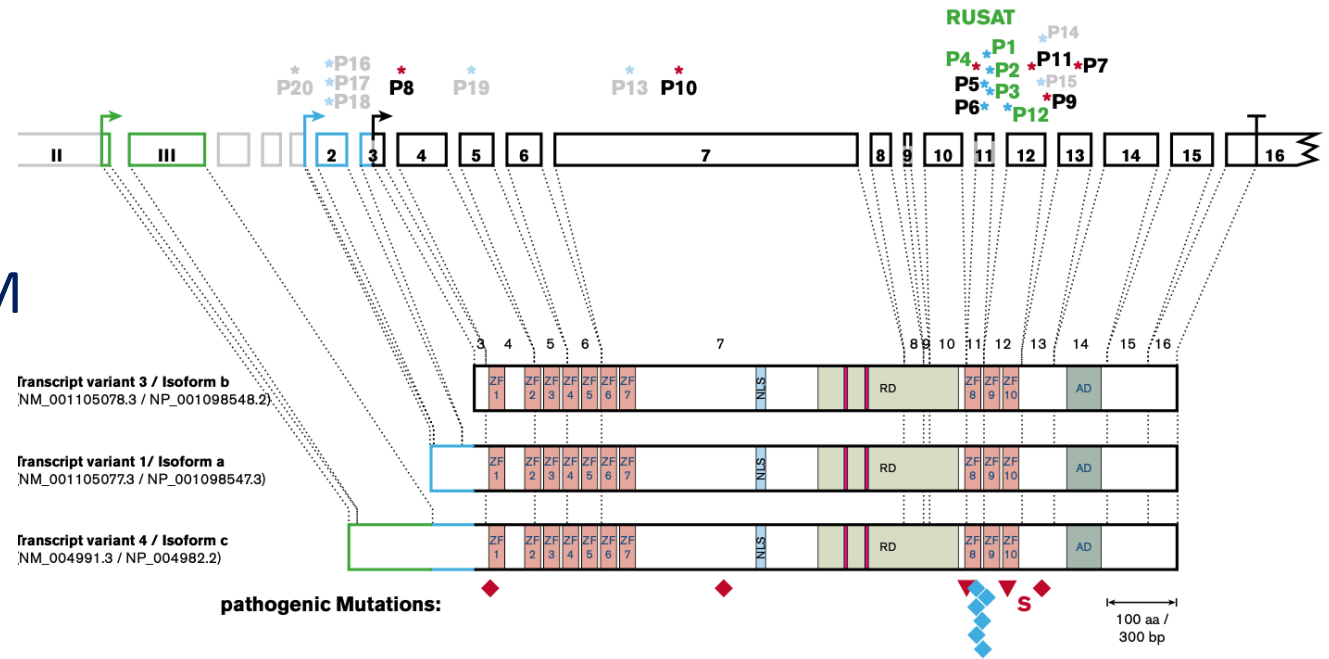 RUSAT
*P14
*P16
*P17
*P18
*
P20
*
P8
*
P19
*
P13
*
P10
P4 *
*P1
*P2
*P3
*P12
P5 *
P6 *
*P11
*P7
*P15
*P9
II
III
2
3
4
5
6
7
8
9
10
11
12
13
14
15
16
M
3 4 5 6 7 8 9 10 11 12 13 14 15 16
Transcript variant 3 / Isoform b
(NM_001105078.3 / NP_001098548.2)
ZF 1 ZF 2 ZF 3 ZF 4 ZF 5 ZF 6 ZF 7 NLS RD ZF 8 ZF 9 ZF 10 AD
Transcript variant 1/ Isoform a
(NM_001105077.3 / NP_001098547.3)
ZF 1 ZF 2 ZF 3 ZF 4 ZF 5 ZF 6 ZF 7 NLS RD ZF 8 ZF 9 ZF 10 AD
Transcript variant 4 / Isoform c
(NM_004991.3 / NP_004982.2)
ZF 1 ZF 2 ZF 3 ZF 4 ZF 5 ZF 6 ZF 7 NLS RD ZF 8 ZF 9 ZF 10 AD
pathogenic Mutations:
S
100 aa /
300 bp